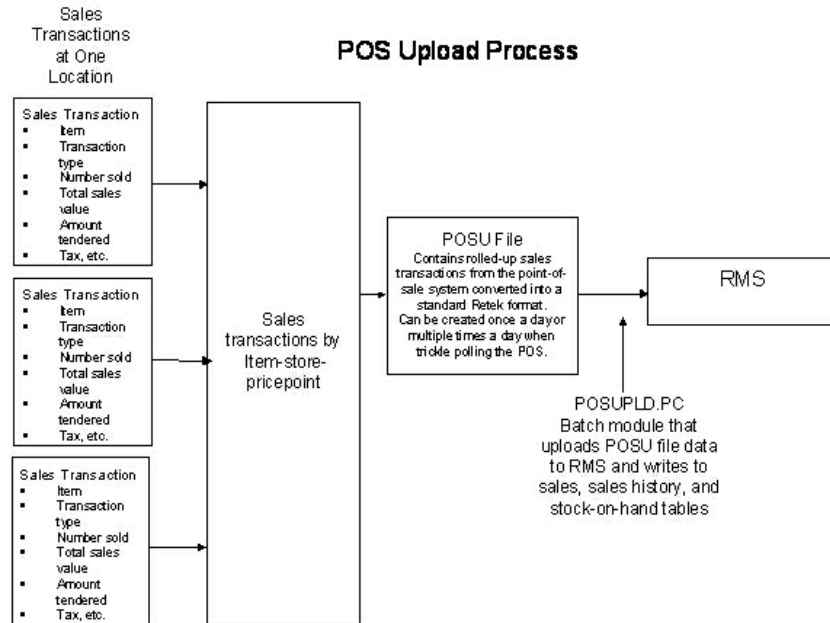 Sales
Transactions
at One
Location
POS Upload Process
Sales Transaction
▪ Item
▪ Transaction
type
▪ Number sold
▪ Total sales
value
▪ Amount
tendered
▪ Tax, etc.
Sales Transaction
▪ Item
▪ Transaction
type
▪ Number sold
▪ Total sales
value
▪ Amount
tendered
▪ Tax, etc.
Sales Transaction
▪ Item
▪ Transaction
type
▪ Number sold
▪ Total sales
value
▪ Amount
tendered
▪ Tax, etc.
Sales
transactions by
Item-store-
pricepoint
POSU File
Contains rolled-up sales
transactions from the point-of-
sale system converted into a
standard Retek format.
Can be created once a day or
multiple times a day when
trickle polling the POS.
RMS
POSUPLD.PC
Batch module that
uploads POSU file data
to RMS and writes to
sales, sales history, and
stock-on-hand tables